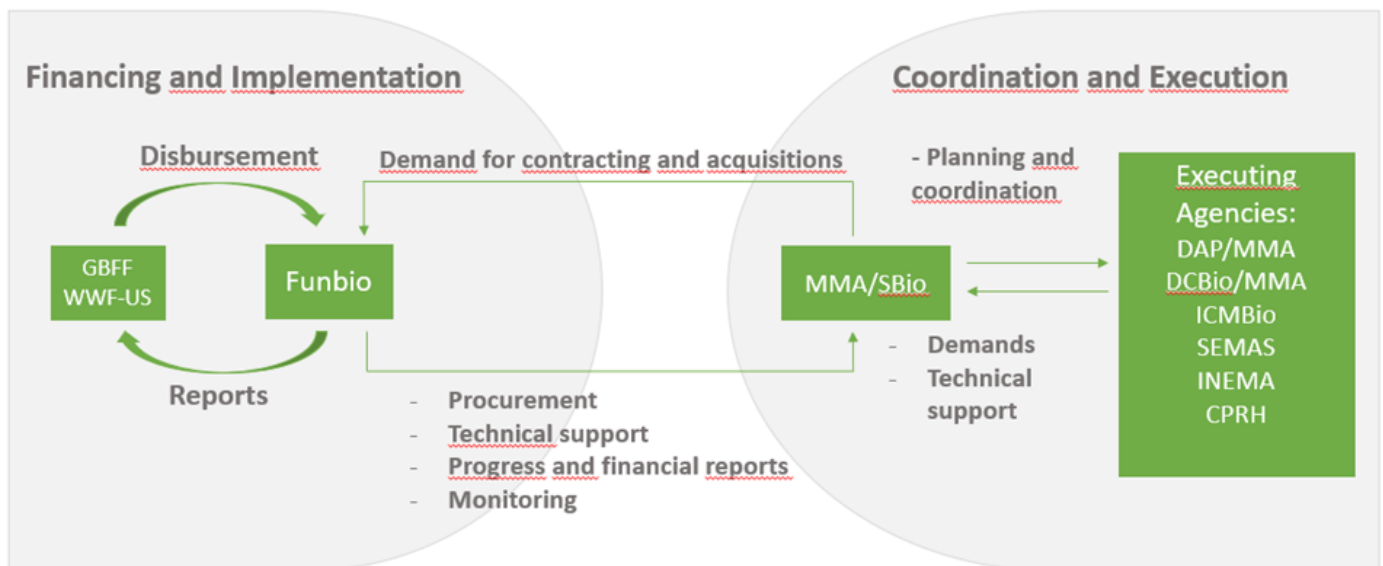 Financing and Implementation
Disbursement
GBFF
WWF-US
Funbio
Reports
Demand for contracting and acquisitions
- Procurement
- Technical support
- Progress and financial reports
- Monitoring
Coordination and Execution
- Planning and
coordination
MMA/SBio
- Demands
- Technical
support
Executing
Agencies:
DAP/MMA
DCBio/MMA
ICMBio
SEMAS
INEMA
CPRH